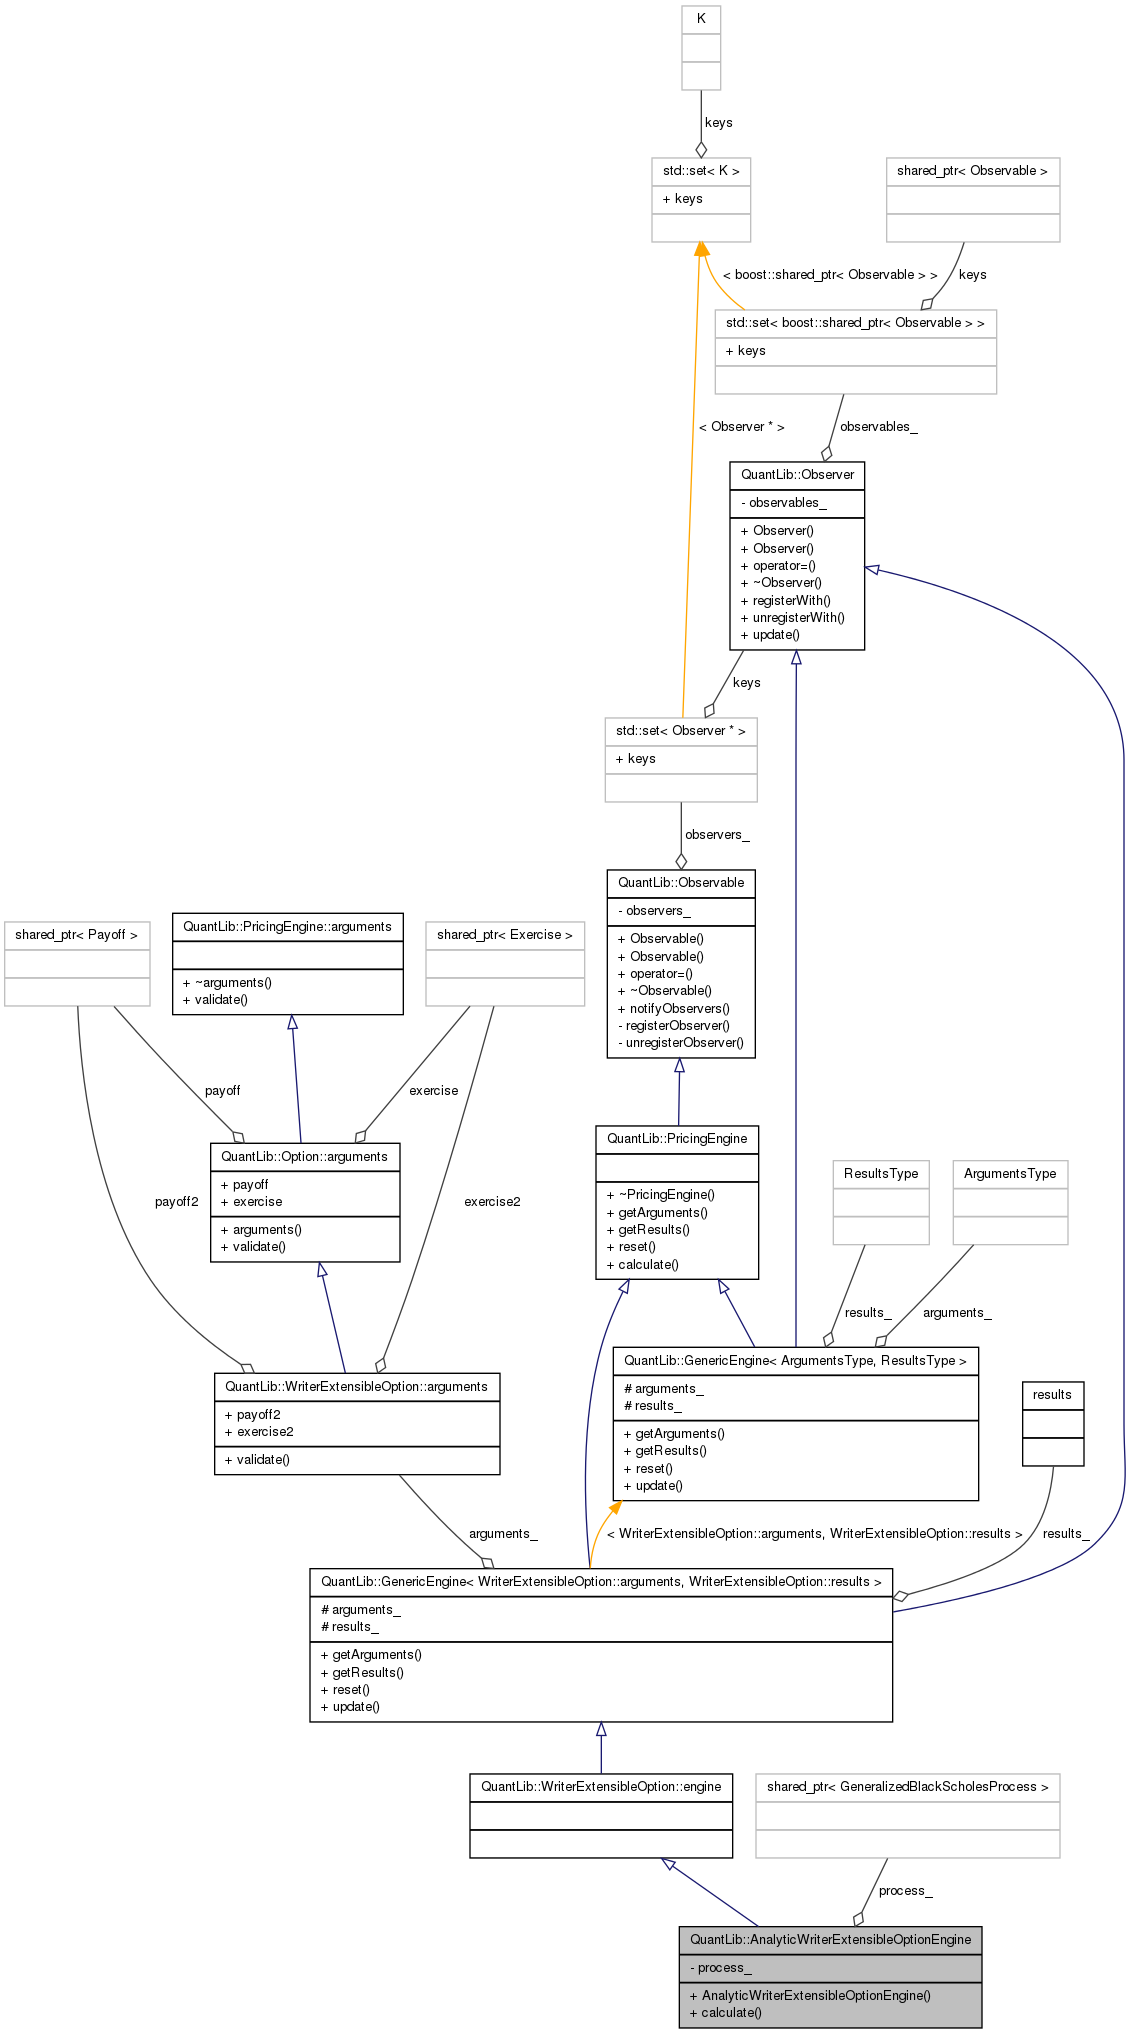 K
keys
std::set< K >
+ keys
shared_ptr< Observable >
< boost::shared_ptr< Observable > >
keys
std::set< boost::shared_ptr< Observable > >
+ keys
< Observer * >
observables_
QuantLib::Observer
- observables_
+ Observer()
+ Observer()
+ operator=()
+ ~Observer()
+ registerWith()
+ unregisterWith()
+ update()
keys
std::set< Observer * >
+ keys
observers_
QuantLib::Observable
- observers_
+ Observable()
+ Observable()
+ operator=()
+ ~Observable()
+ notifyObservers()
- registerObserver()
- unregisterObserver()
shared_ptr< Payoff >
QuantLib::PricingEngine::arguments
+ ~arguments()
+ validate()
shared_ptr< Exercise >
payoff
exercise
QuantLib::Option::arguments
+ payoff
+ exercise
+ arguments()
+ validate()
payoff2
exercise2
QuantLib::PricingEngine
+ ~PricingEngine()
+ getArguments()
+ getResults()
+ reset()
+ calculate()
ResultsType
ArgumentsType
results_
arguments_
QuantLib::WriterExtensibleOption::arguments
+ payoff2
+ exercise2
+ validate()
QuantLib::GenericEngine< ArgumentsType, ResultsType >
# arguments_
# results_
+ getArguments()
+ getResults()
+ reset()
+ update()
results
arguments_
< WriterExtensibleOption::arguments, WriterExtensibleOption::results >
results_
QuantLib::GenericEngine< WriterExtensibleOption::arguments, WriterExtensibleOption::results >
# arguments_
# results_
+ getArguments()
+ getResults()
+ reset()
+ update()
QuantLib::WriterExtensibleOption::engine
shared_ptr< GeneralizedBlackScholesProcess >
process_
QuantLib::AnalyticWriterExtensibleOptionEngine
- process_
+ AnalyticWriterExtensibleOptionEngine()
+ calculate()